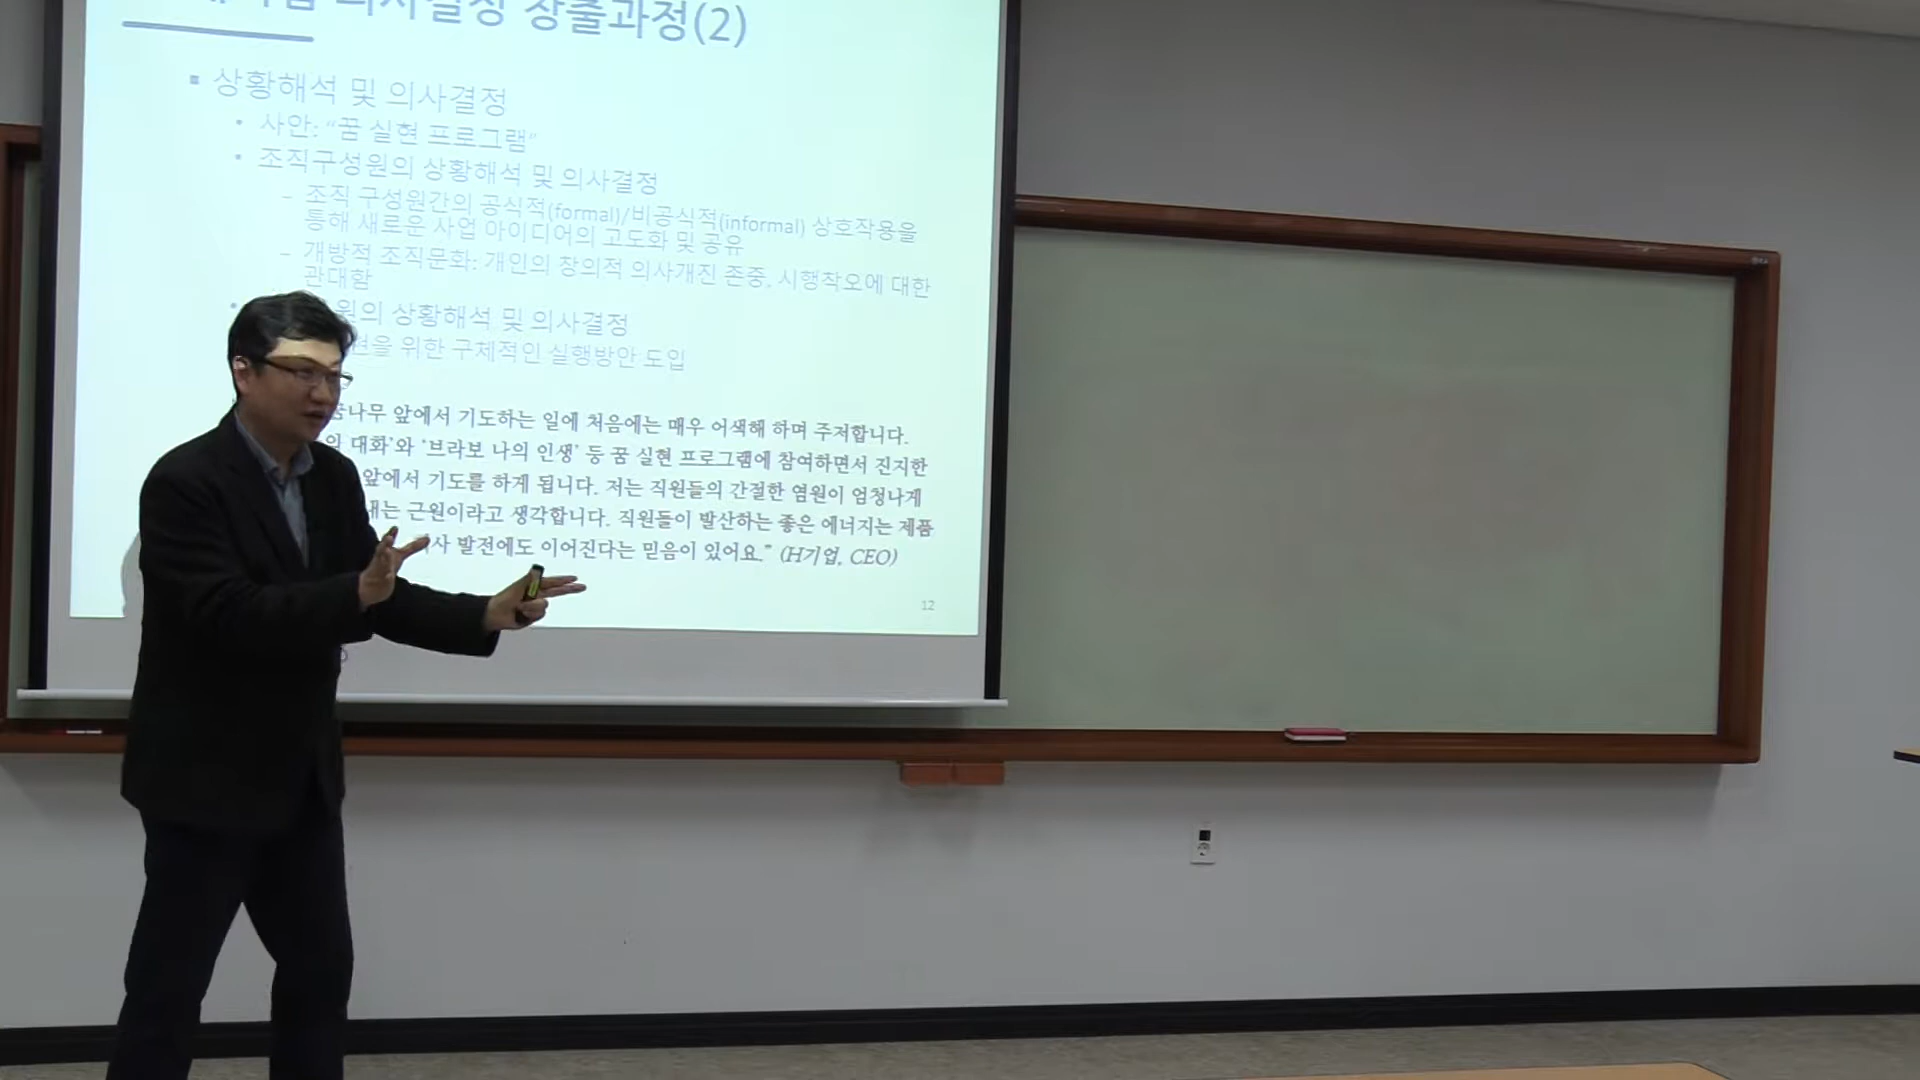 의사결정 창출과정(2)
상황해석 및 의사결정
사안: “꿈 실현 프로그램”
조직구성원의 상황해석 및 의사결정
– 조직 구성원간의 공식적(formal)/비공식적(informal) 상호작용을
통해 새로운 사업 아이디어의 고도화 및 공유
– 개방적 조직문화: 개인의 창의적 의사개진 존중, 시행착오에 대한
관대함
원의 상황해석 및 의사결정
위한 구체적인 실행방안 도입
꿈나무 앞에서 기도하는 일에 처음에는 매우 어색해 하며 주저합니다.
대화’와 ‘브라보 나의 인생’ 등 꿈 실현 프로그램에 참여하면서 진지한
앞에서 기도를 하게 됩니다. 저는 직원들의 간절한 염원이 엄청나게
내는 근원이라고 생각합니다. 직원들이 발산하는 좋은 에너지는 제품
발전에도 이어진다는 믿음이 있어요.” (H기업, CEO)
12